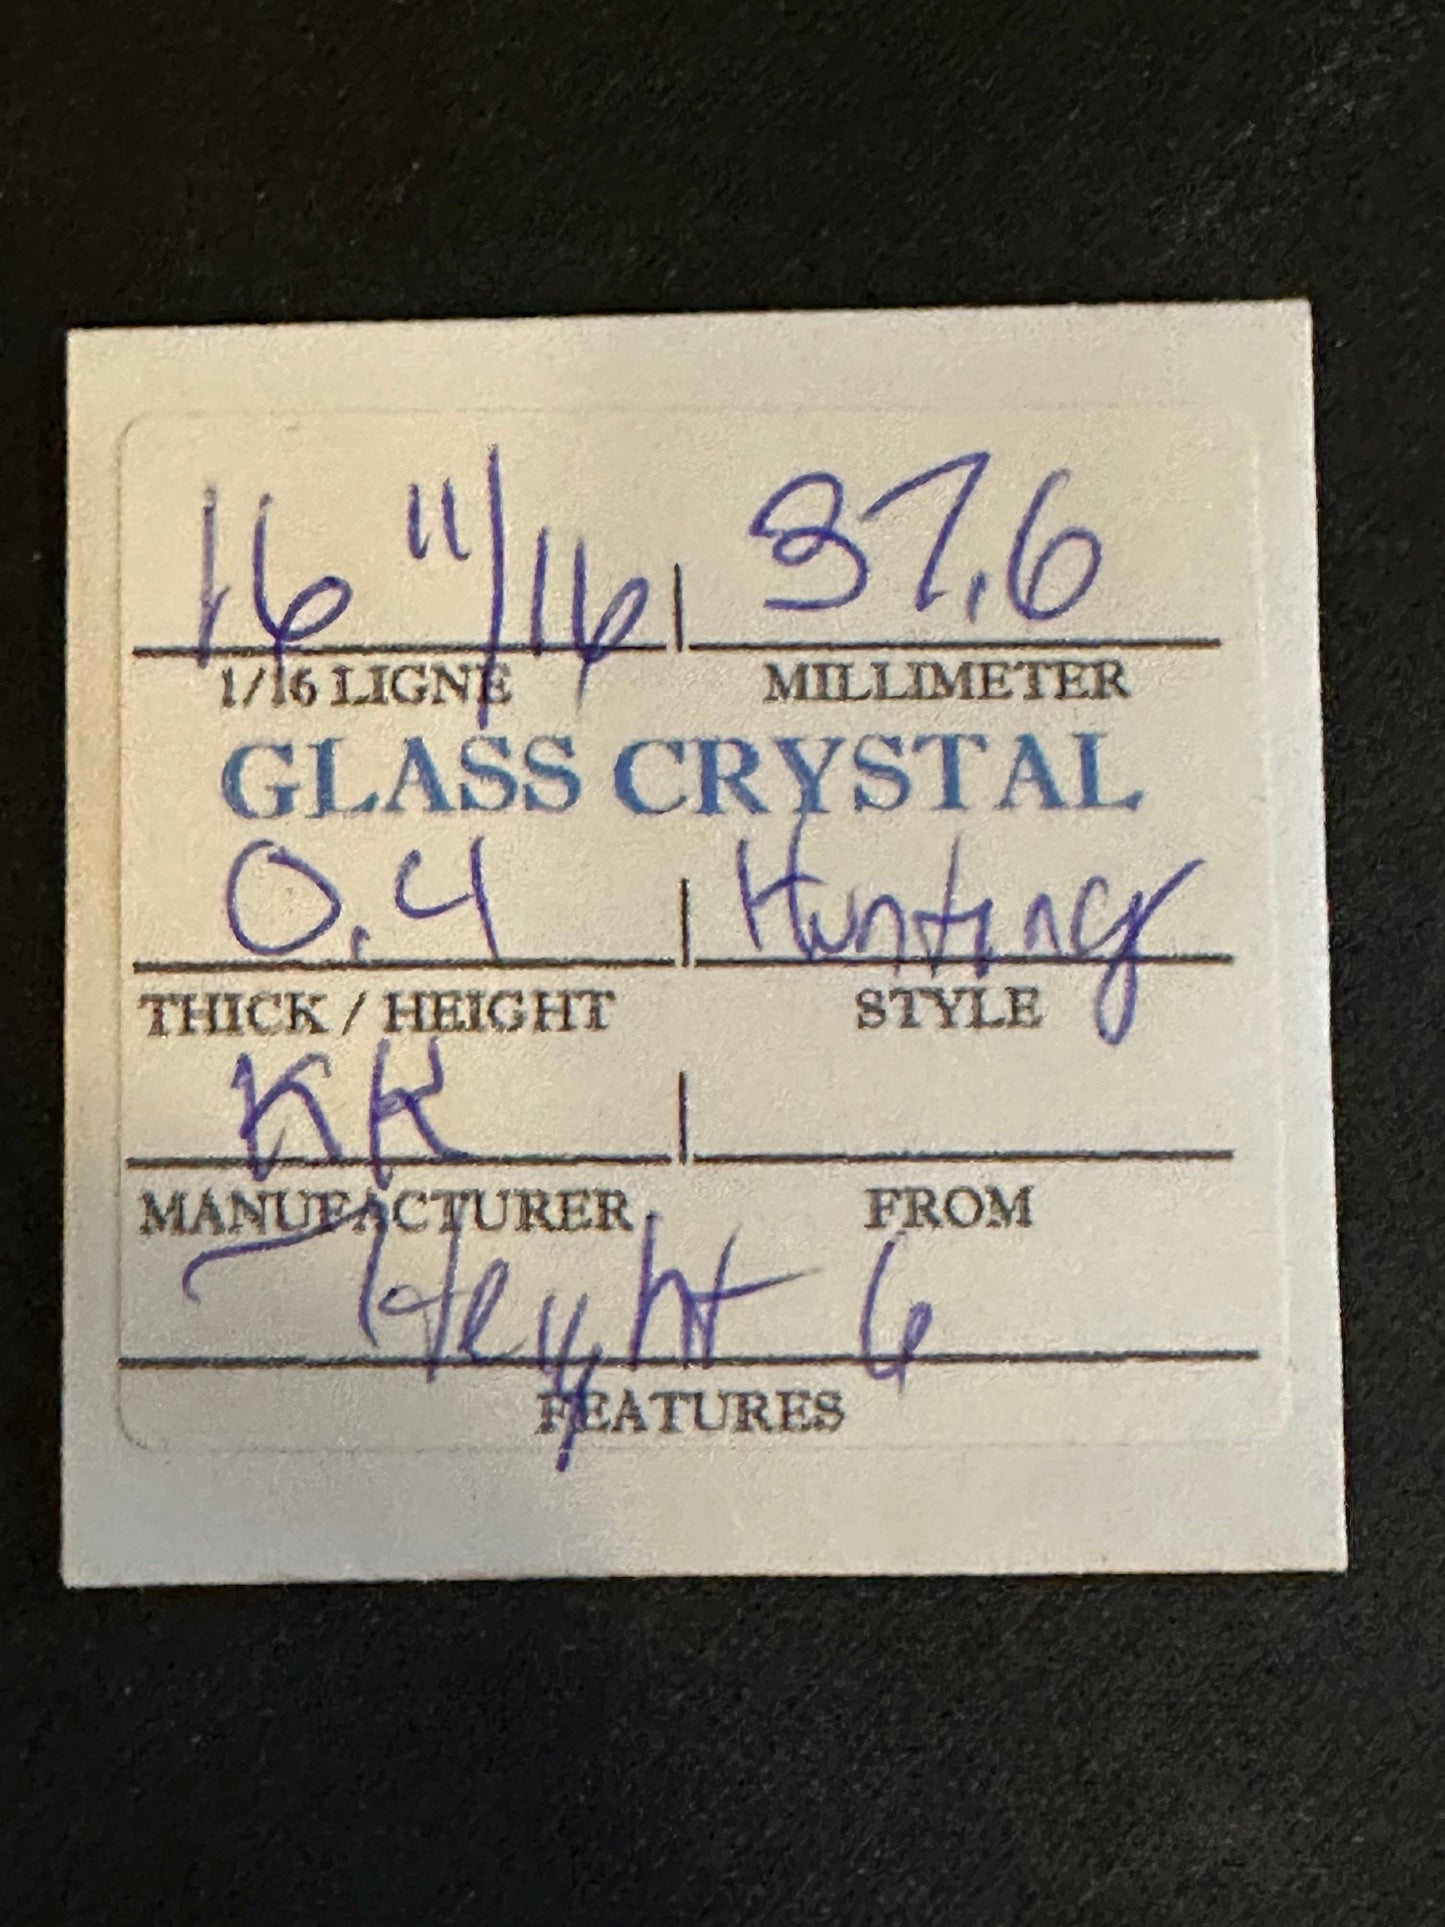 16 11/16 37.6
1/16 LIGNE MILLIMETER
GLASS CRYSTAL
0.4 Hunting
THICK / HEIGHT STYLE
KK
MANUFACTURER FROM
Height 6
FEATURES